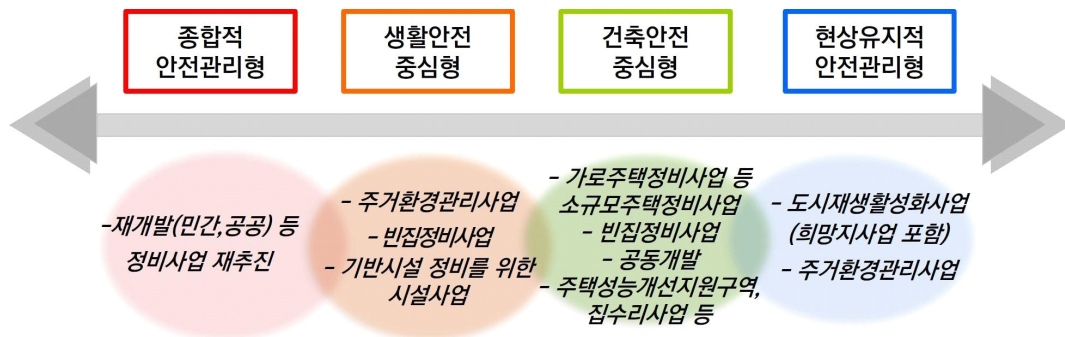 종합적
안전관리형
생활안전
중심형
건축안전
중심형
현상유지적
안전관리형
-재개발(민간,공공) 등
정비사업 재추진
- 주거환경관리사업
- 빈집정비사업
- 기반시설 정비를 위한
시설사업
- 가로주택정비사업 등
소규모주택정비사업
- 빈집정비사업
- 공동개발
- 주택성능개선지원구역,
집수리사업 등
- 도시재생활성화사업
(희망지사업 포함)
- 주거환경관리사업